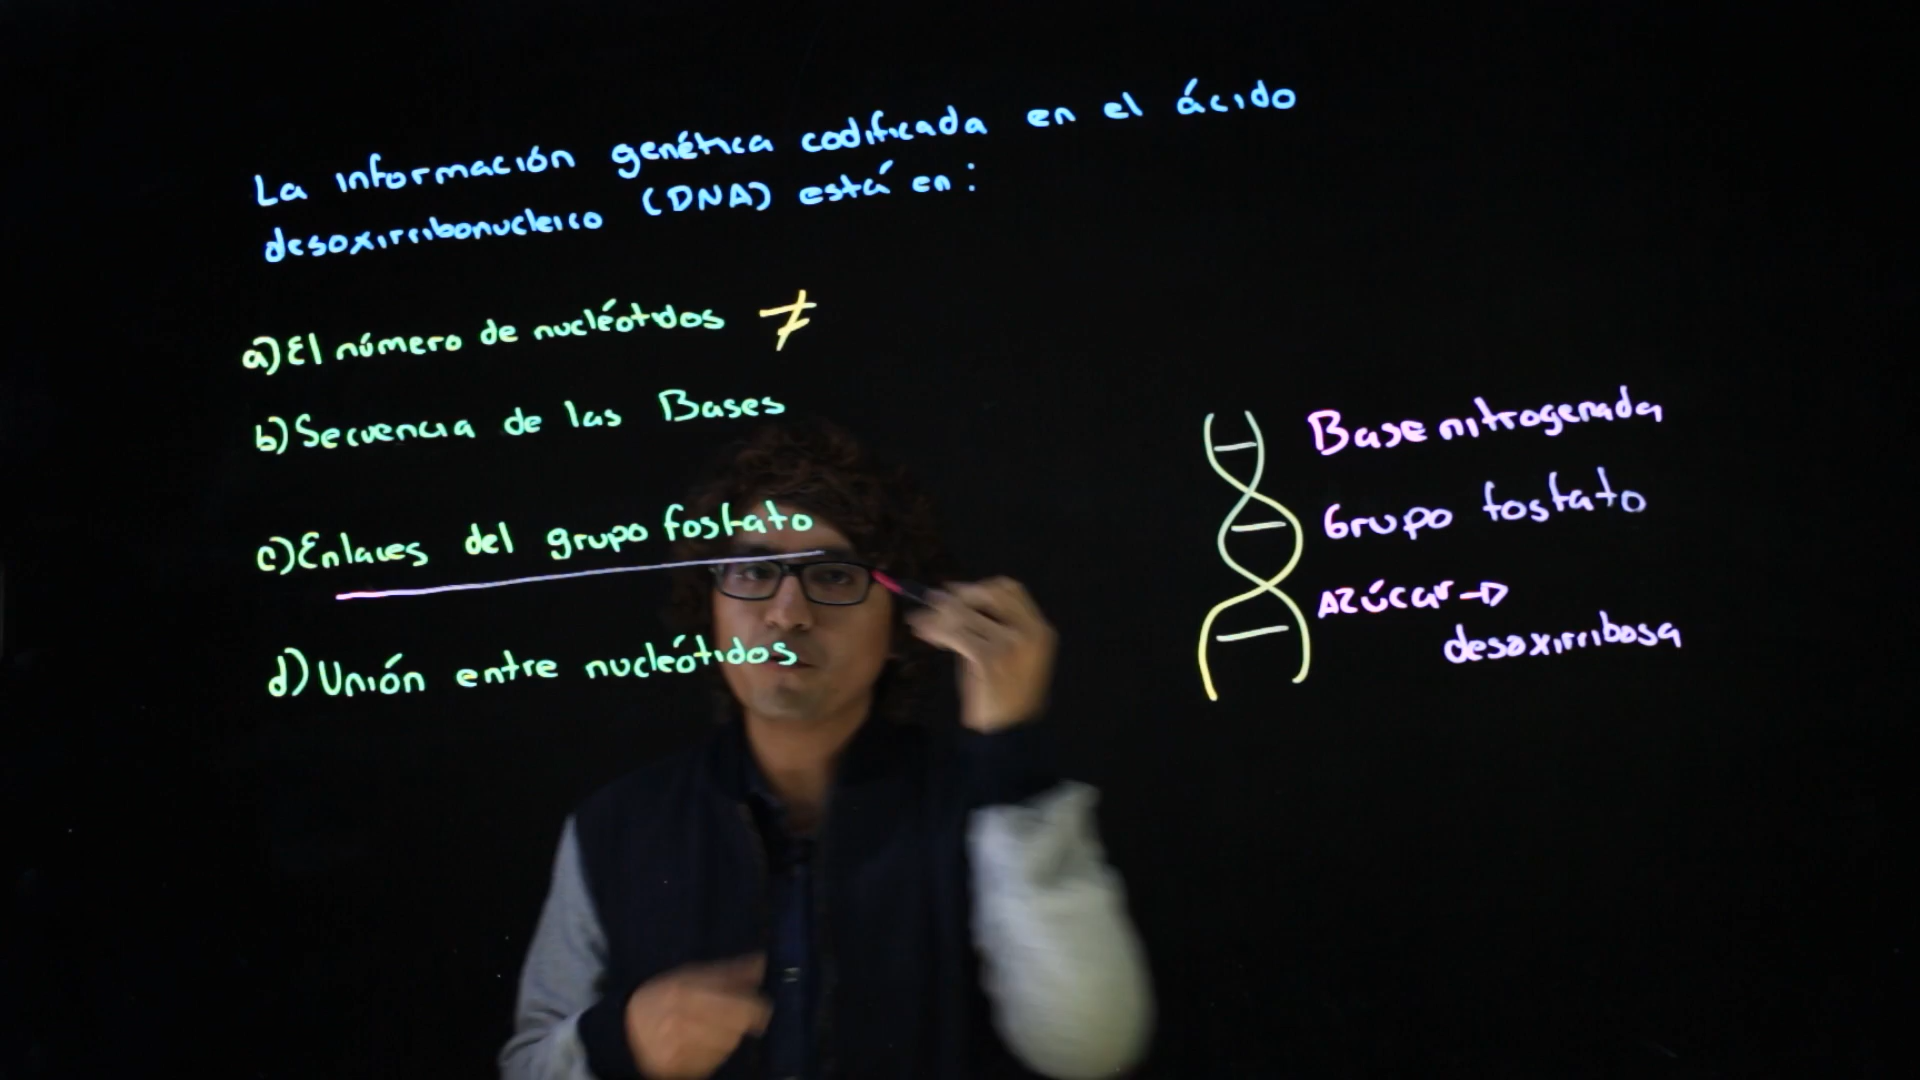 La información genética codificada en el ácido
desoxirribonucleico (DNA) está en:
a) El número de nucleótidos ≠
b) Secuencia de las Bases
c) Enlaces del grupo fosfato
d) Unión entre nucleótidos
Base nitrogenada
Grupo fosfato
Azúcar →
desoxirribosa